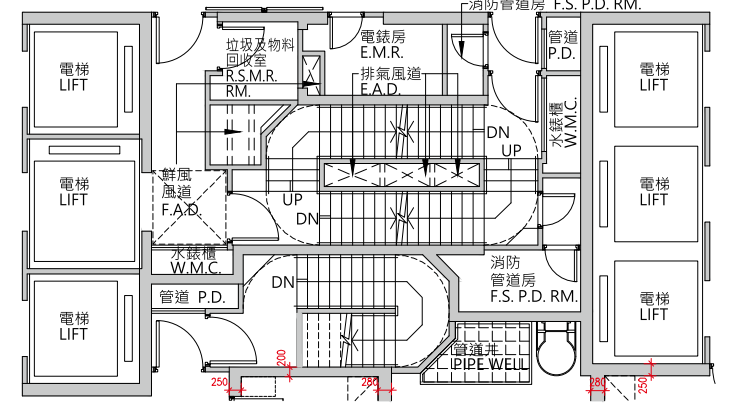 消防管道房 F.S. P.D. RM.
電梯
LIFT
垃圾及物料
回收室
R.S.M.R.
RM.
電錶房
E.M.R.
排氣風道
E.A.D.
管道
P.D.
電梯
LIFT
水錶櫃
W.M.C.
DN
UP
電梯
LIFT
鮮風
風道
F.A.D.
UP
DN
電梯
LIFT
水錶櫃
W.M.C.
管道 P.D.
DN
消防
管道房
F.S. P.D. RM.
電梯
LIFT
電梯
LIFT
管道井
PIPE WELL
200
250
280
280
250